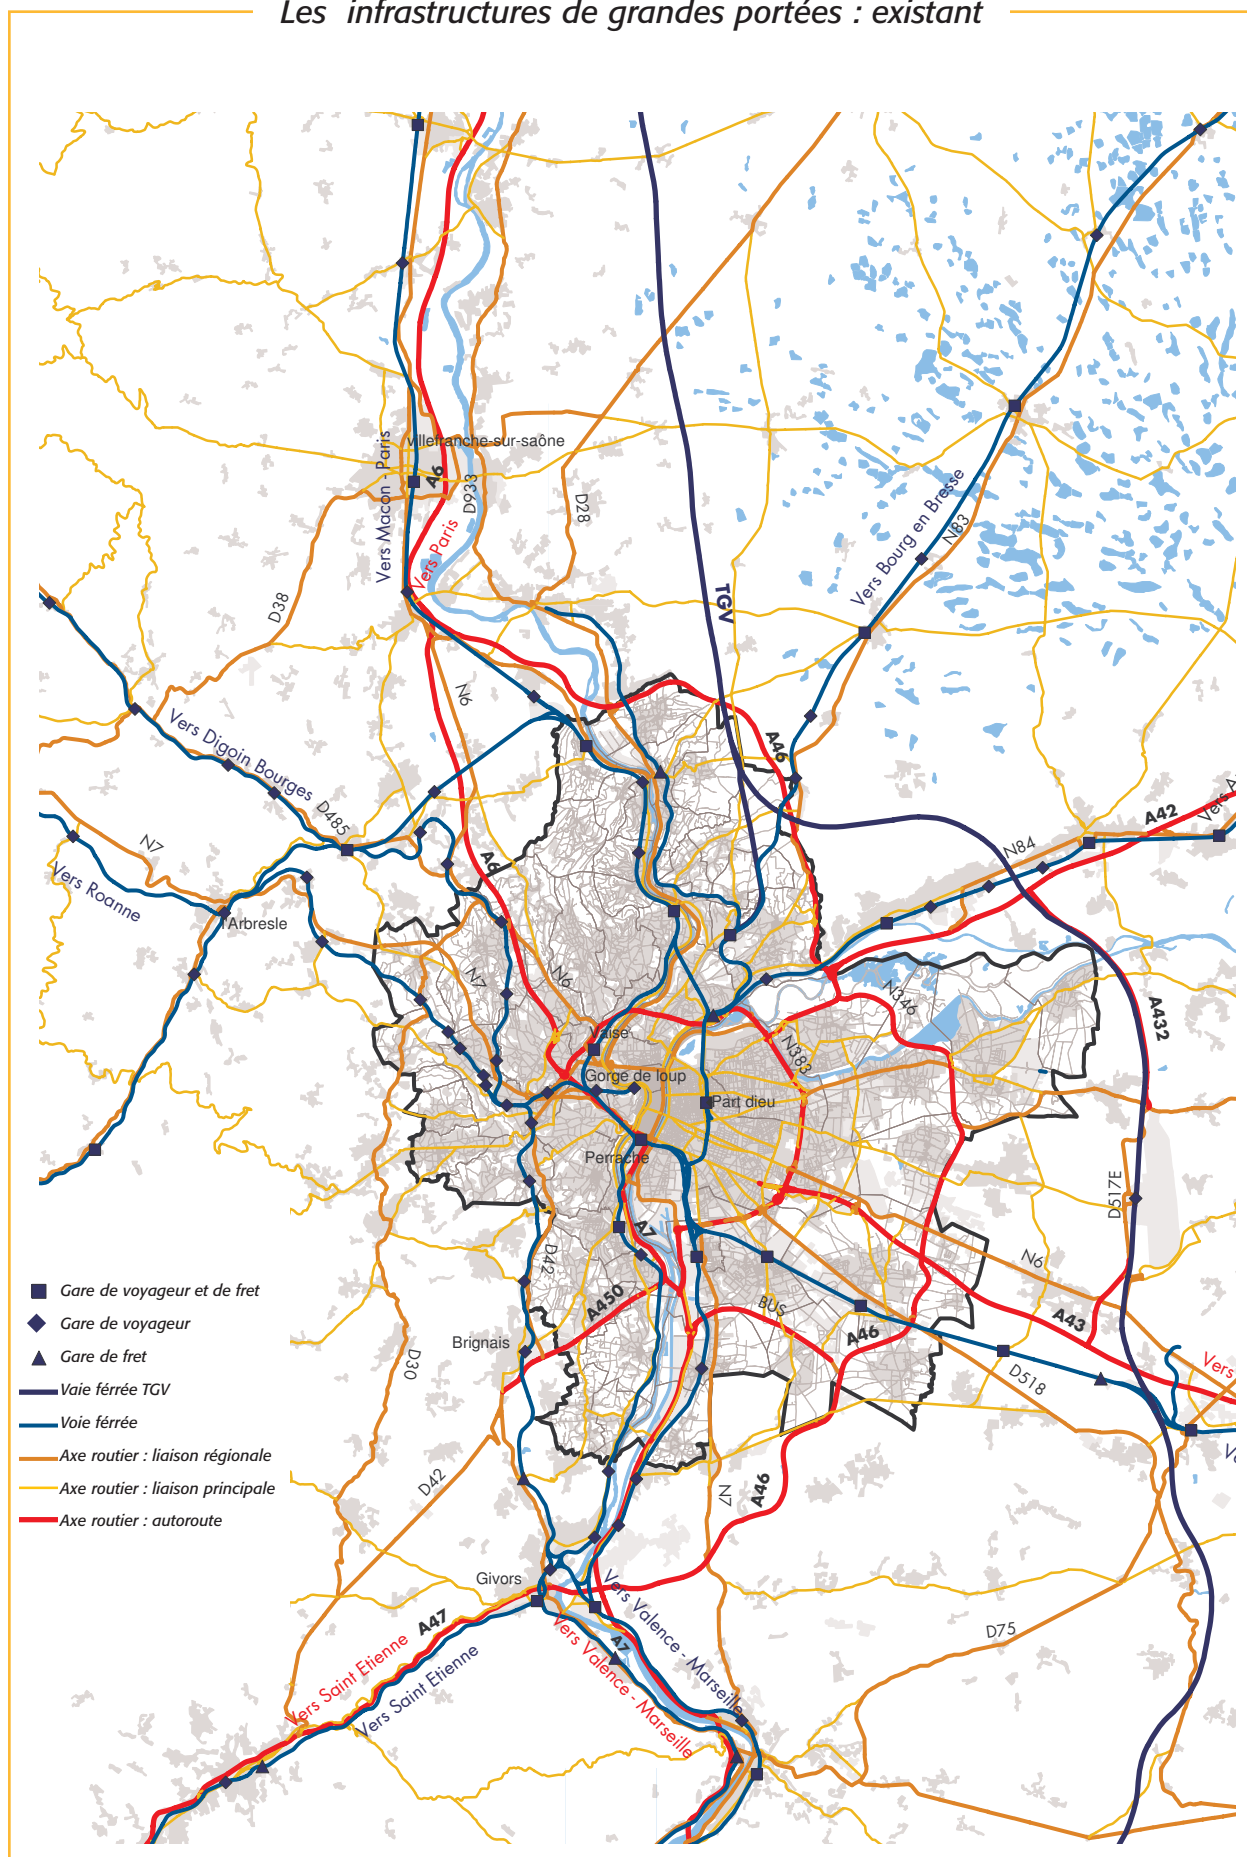 Les infrastructures de grandes portées : existant
villefranche-sur-saône
Vers Macon - Paris
A6
D933
Vers Paris
D28
D38
TGV
Vers Bourg en Bresse
N83
N6
A46
Vers Digoin Bourges
D485
N7
Vers Roanne
l'Arbresle
A6
N84
A42
N7
N6
N346
A432
Vaise
N383
Gorge de loup
Part dieu
Perrache
D517E
A7
D42
N6
A450
BUS
A46
A43
Brignais
D30
D518
Vers
D42
N7
A46
Givors
A47
Vers Saint Etienne
Vers Saint Etienne
Vers Valence - Marseille
A7
Vers Valence - Marseille
D75
Gare de voyageur et de fret
Gare de voyageur
Gare de fret
Vaie férrée TGV
Voie férrée
Axe routier : liaison régionale
Axe routier : liaison principale
Axe routier : autoroute